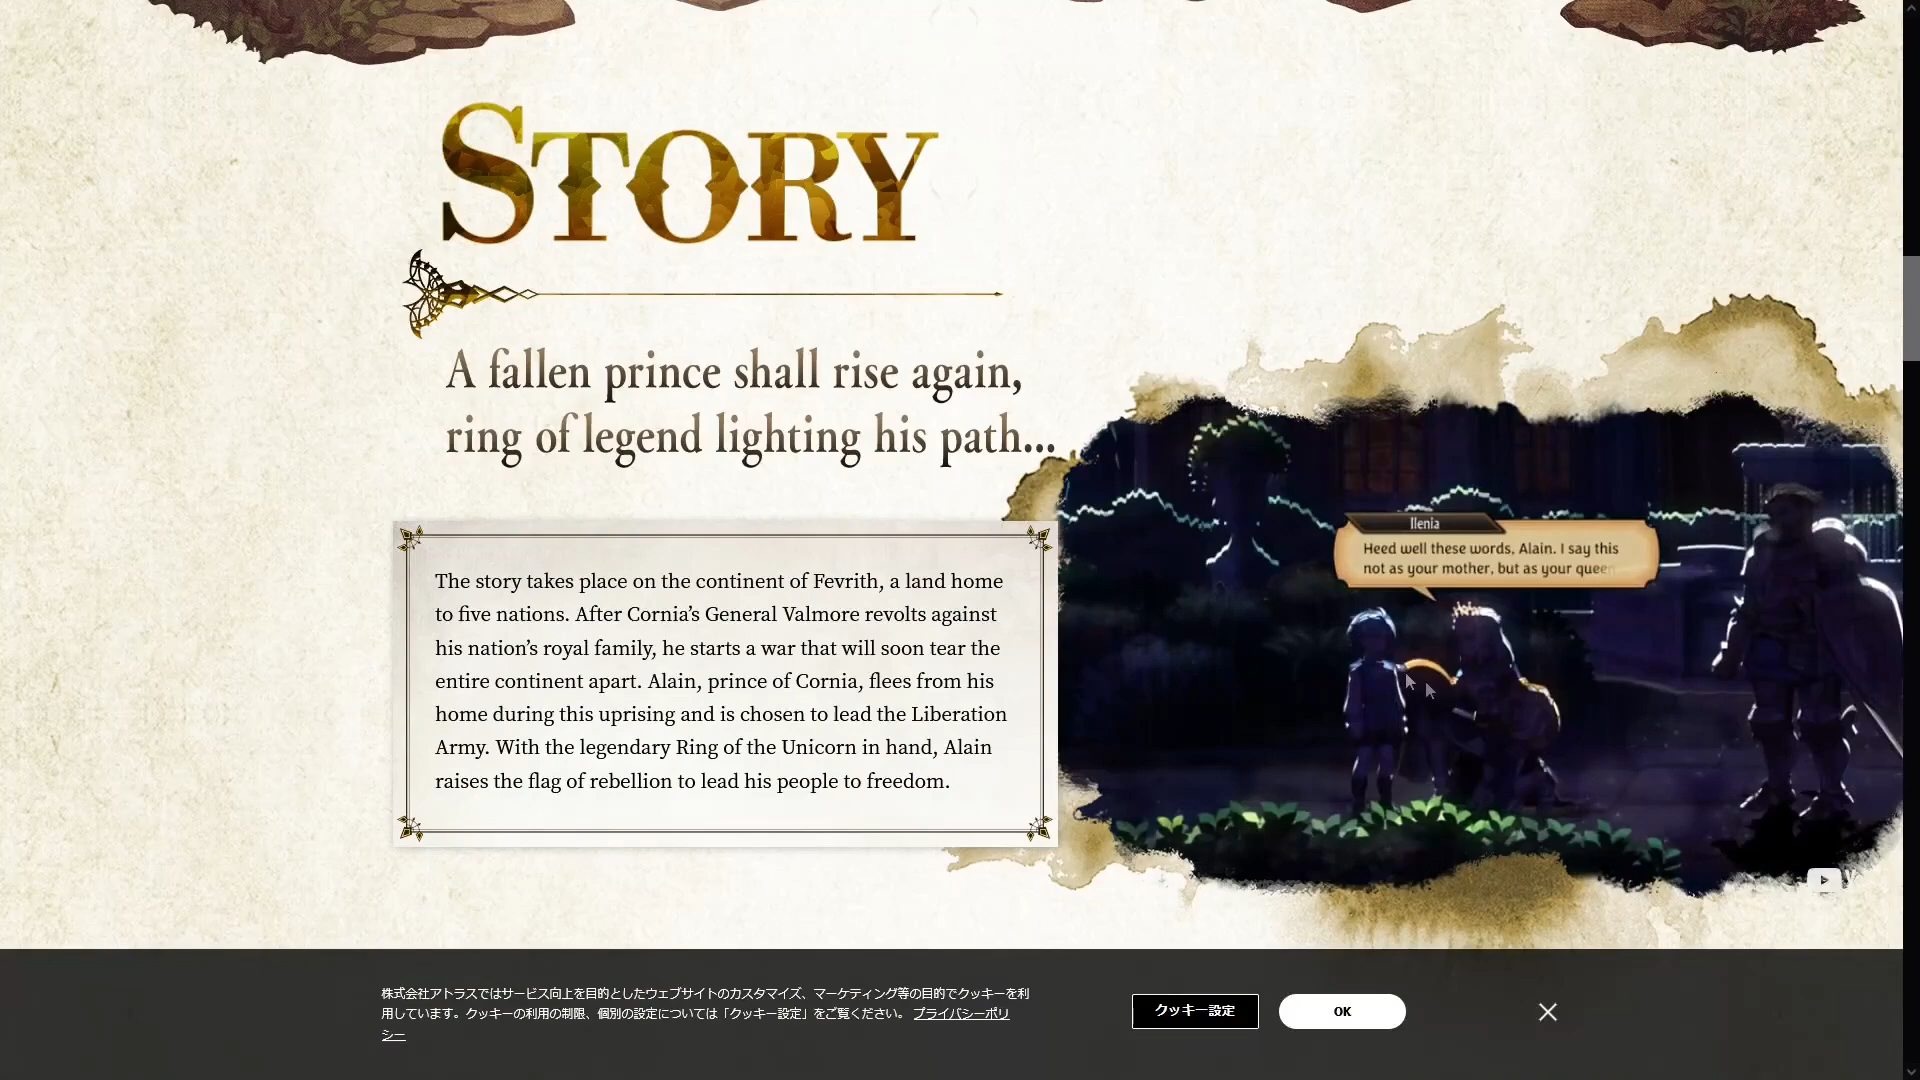 STORY
A fallen prince shall rise again,
ring of legend lighting his path...
The story takes place on the continent of Fevrith, a land home
to five nations. After Cornia’s General Valmore revolts against
his nation’s royal family, he starts a war that will soon tear the
entire continent apart. Alain, prince of Cornia, flees from his
home during this uprising and is chosen to lead the Liberation
Army. With the legendary Ring of the Unicorn in hand, Alain
raises the flag of rebellion to lead his people to freedom.
Ilenia
Heed well these words, Alain. I say this
not as your mother, but as your queen
株式会社アトラスではサービス向上を目的としたウェブサイトのカスタマイズ、マーケティング等の目的でクッキーを利
用しています。クッキーの利用の制限、個別の設定については「クッキー設定」をご覧ください。 プライバシーポリ
シー
クッキー設定
OK